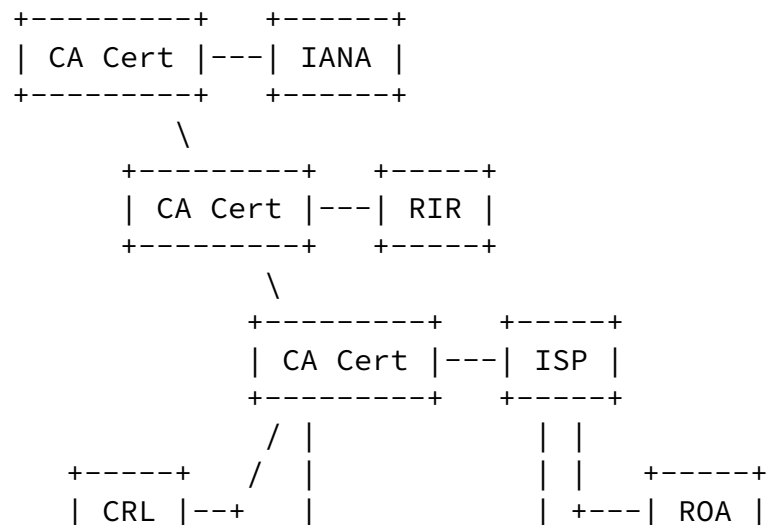 +---------+   +------+
| CA Cert |---| IANA |
+---------+   +------+
         \
     +---------+   +-----+
     | CA Cert |---| RIR |
     +---------+   +-----+
             \
            +---------+   +-----+
            | CA Cert |---| ISP |
            +---------+   +-----+
             / |            | |
   +-----+  /  |            | |   +-----+
   | CRL |--+  |            | +---| ROA |